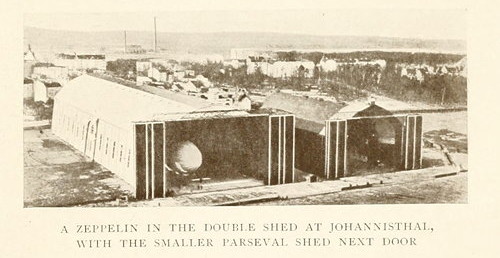 A ZEPPELIN IN THE DOUBLE SHED AT JOHANNISTHAL,
WITH THE SMALLER PARSEVAL SHED NEXT DOOR